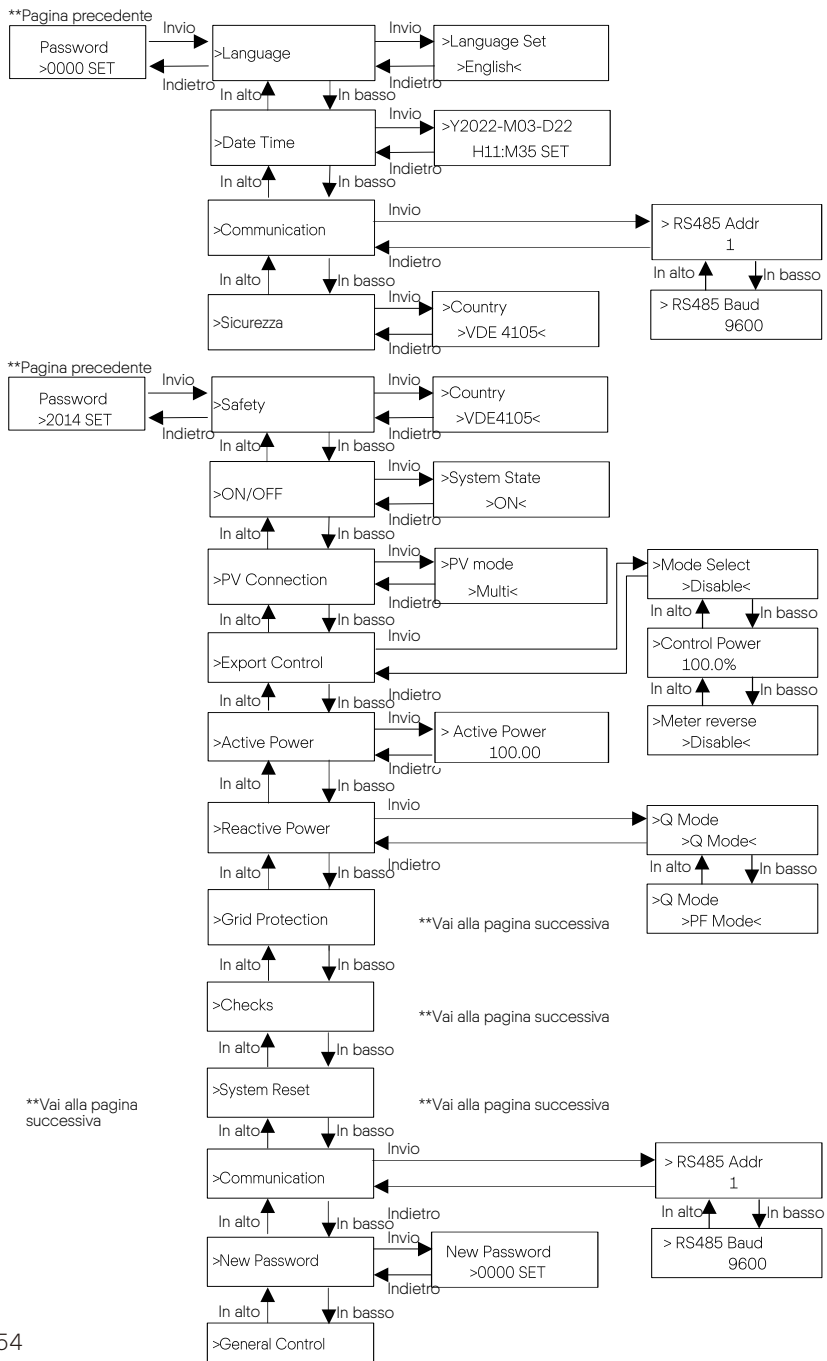 **Pagina precedente
Password
>0000 SET
Invio
Indietro
>Language
Invio
Indietro
>Language Set
>English<
In alto
In basso
>Date Time
Invio
Indietro
>Y2022-M03-D22
H11:M35 SET
In alto
In basso
>Communication
Invio
Indietro
> RS485 Addr
1
In alto
In basso
> RS485 Baud
9600
In alto
In basso
>Sicurezza
Invio
Indietro
>Country
>VDE 4105<
**Pagina precedente
Password
>2014 SET
Invio
Indietro
>Safety
Invio
Indietro
>Country
>VDE4105<
In alto
In basso
>ON/OFF
Invio
Indietro
>System State
>ON<
In alto
In basso
>PV Connection
Invio
Indietro
>PV mode
>Multi<
In alto
In basso
>Export Control
Invio
Indietro
>Mode Select
>Disable<
In alto
In basso
>Control Power
100.0%
In alto
In basso
>Meter reverse
>Disable<
In alto
In basso
>Active Power
Invio
Indietro
> Active Power
100.00
In alto
In basso
>Reactive Power
Invio
Indietro
>Q Mode
>Q Mode<
In alto
In basso
>Q Mode
>PF Mode<
In alto
In basso
>Grid Protection
**Vai alla pagina successiva
In alto
In basso
>Checks
**Vai alla pagina successiva
In alto
In basso
**Vai alla pagina
successiva
>System Reset
**Vai alla pagina successiva
In alto
In basso
>Communication
Invio
Indietro
> RS485 Addr
1
In alto
In basso
> RS485 Baud
9600
In alto
In basso
>New Password
Invio
Indietro
New Password
>0000 SET
In alto
In basso
>General Control
54